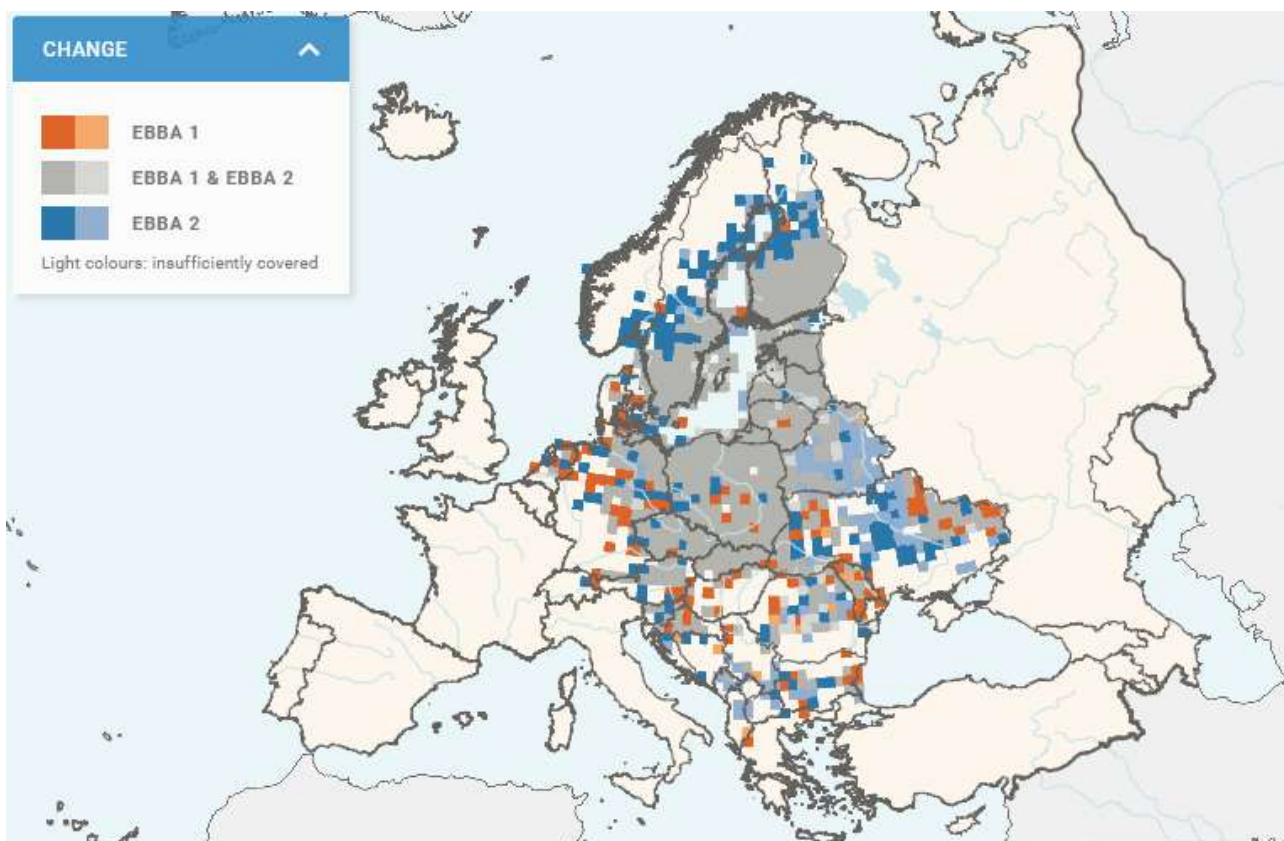 CHANGE
EBBA 1
EBBA 1 & EBBA 2
EBBA 2
Light colours: insufficiently covered